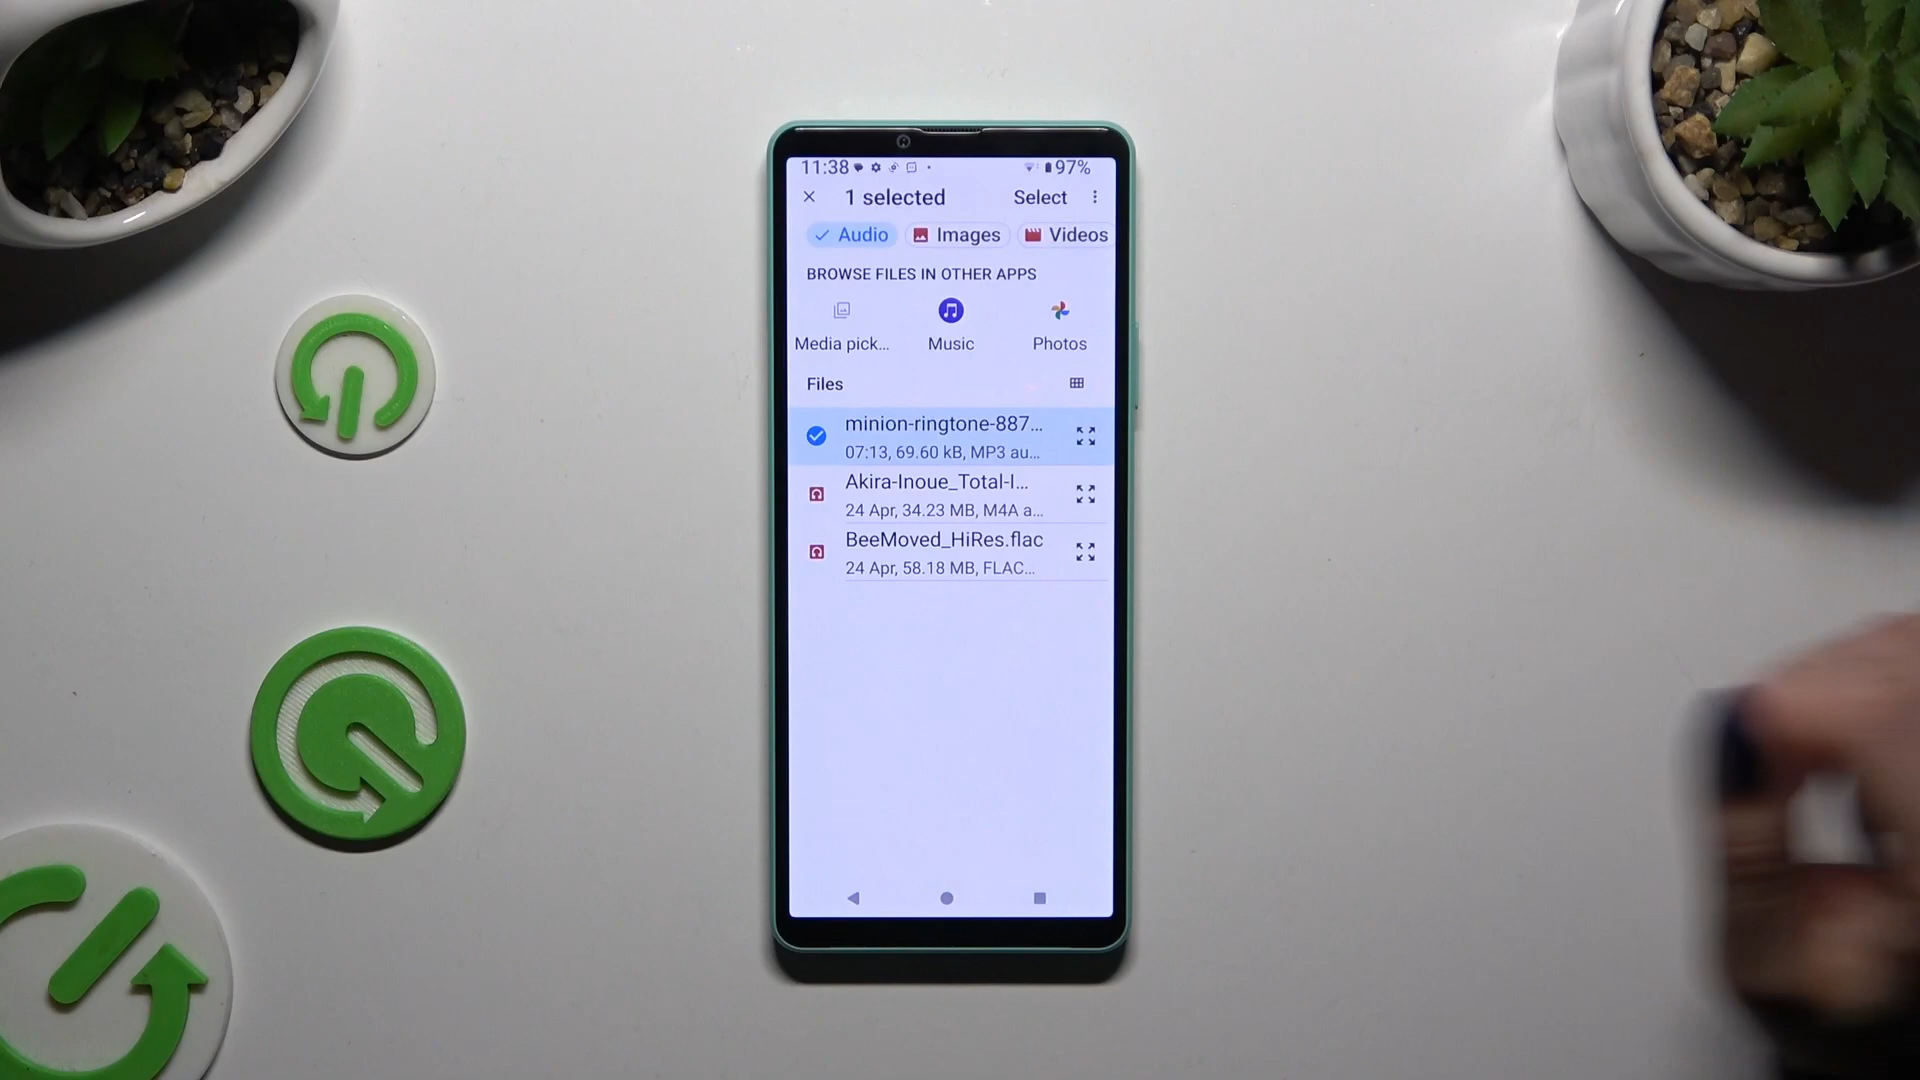 11:38 97%
1 selected Select
Audio Images Videos
BROWSE FILES IN OTHER APPS
Media pick... Music Photos
Files
minion-ringtone-887...
07:13, 69.60 kB, MP3 au...
Akira-Inoue_Total-I...
24 Apr, 34.23 MB, M4A a...
BeeMoved_HiRes.flac
24 Apr, 58.18 MB, FLAC...